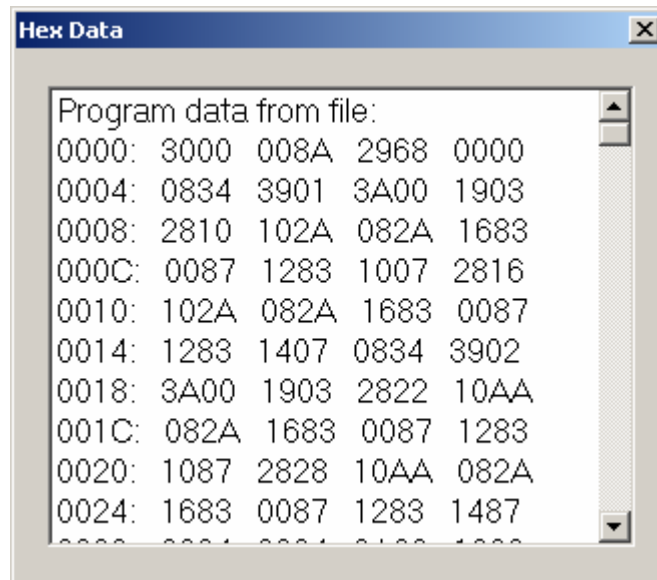 Hex Data
Program data from file:
0000: 3000 008A 2968 0000
0004: 0834 3901 3A00 1903
0008: 2810 102A 082A 1683
000C: 0087 1283 1007 2816
0010: 102A 082A 1683 0087
0014: 1283 1407 0834 3902
0018: 3A00 1903 2822 10AA
001C: 082A 1683 0087 1283
0020: 1087 2828 10AA 082A
0024: 1683 0087 1283 1487